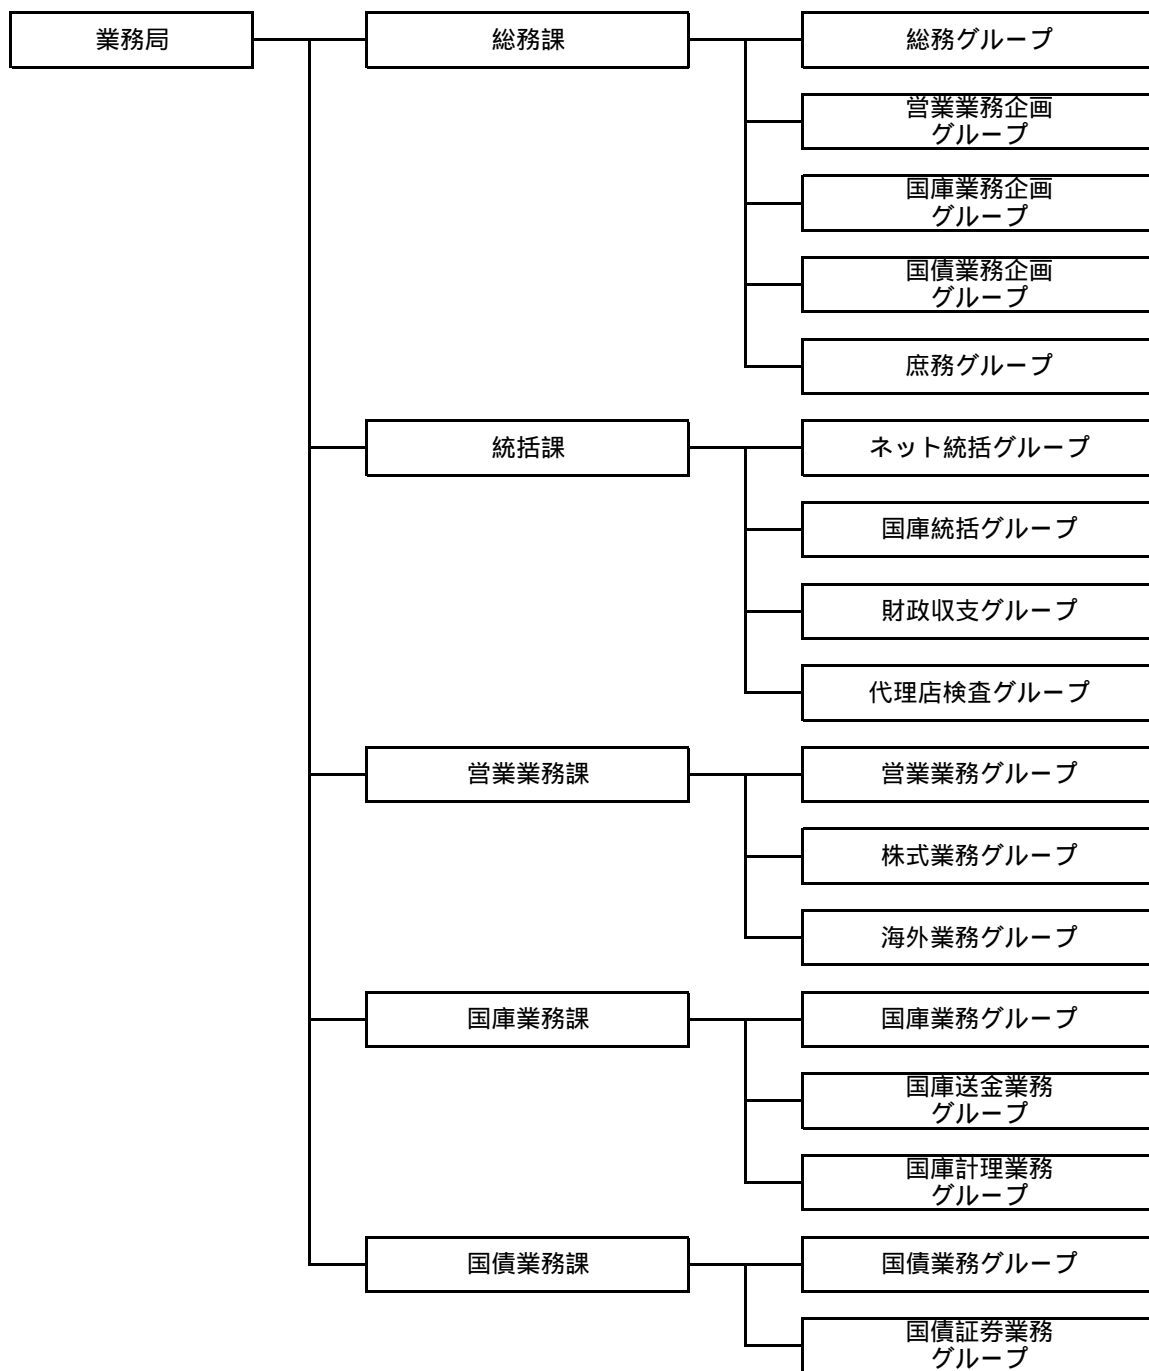 業務局
総務課
総務グループ
営業業務企画
グループ
国庫業務企画
グループ
国債業務企画
グループ
庶務グループ
統括課
ネット統括グループ
国庫統括グループ
財政収支グループ
代理店検査グループ
営業業務課
営業業務グループ
株式業務グループ
海外業務グループ
国庫業務課
国庫業務グループ
国庫送金業務
グループ
国庫計理業務
グループ
国債業務課
国債業務グループ
国債証券業務
グループ